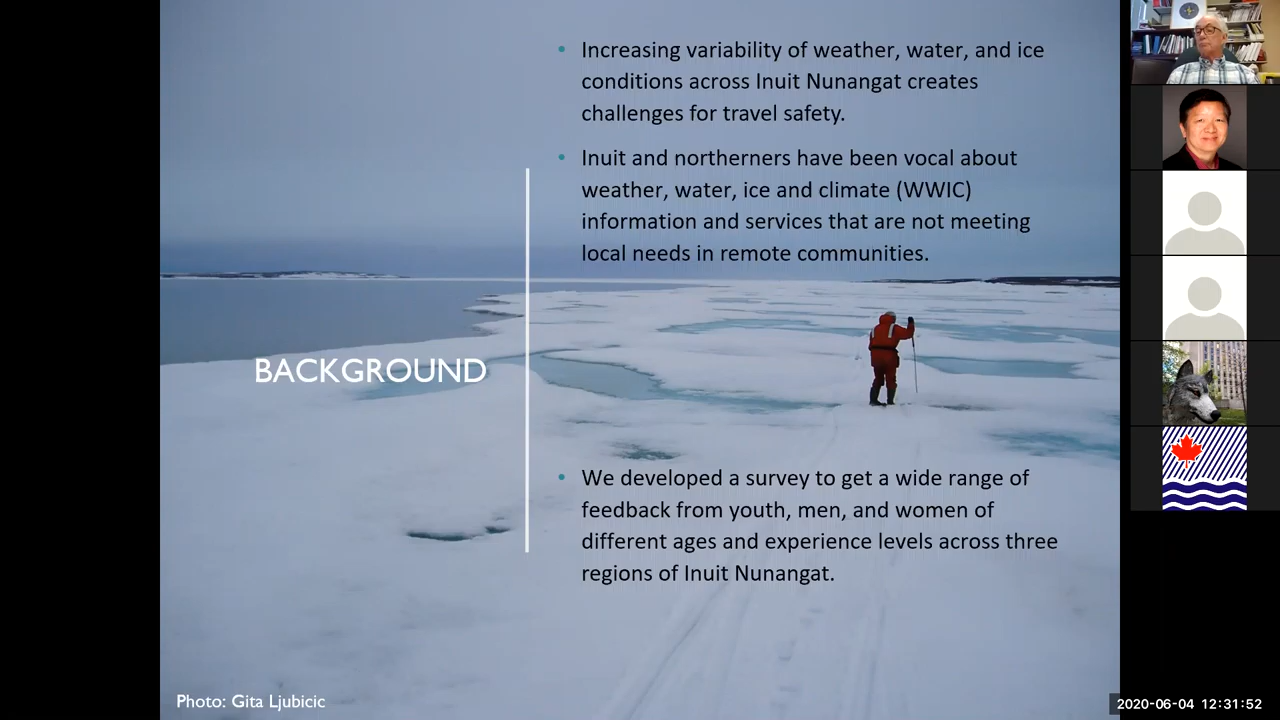 • Increasing variability of weather, water, and ice
conditions across Inuit Nunangat creates
challenges for travel safety.
• Inuit and northerners have been vocal about
weather, water, ice and climate (WWIC)
information and services that are not meeting
local needs in remote communities.
BACKGROUND
• We developed a survey to get a wide range of
feedback from youth, men, and women of
different ages and experience levels across three
regions of Inuit Nunangat.
Photo: Gita Ljubicic
2020-06-04 12:31:52